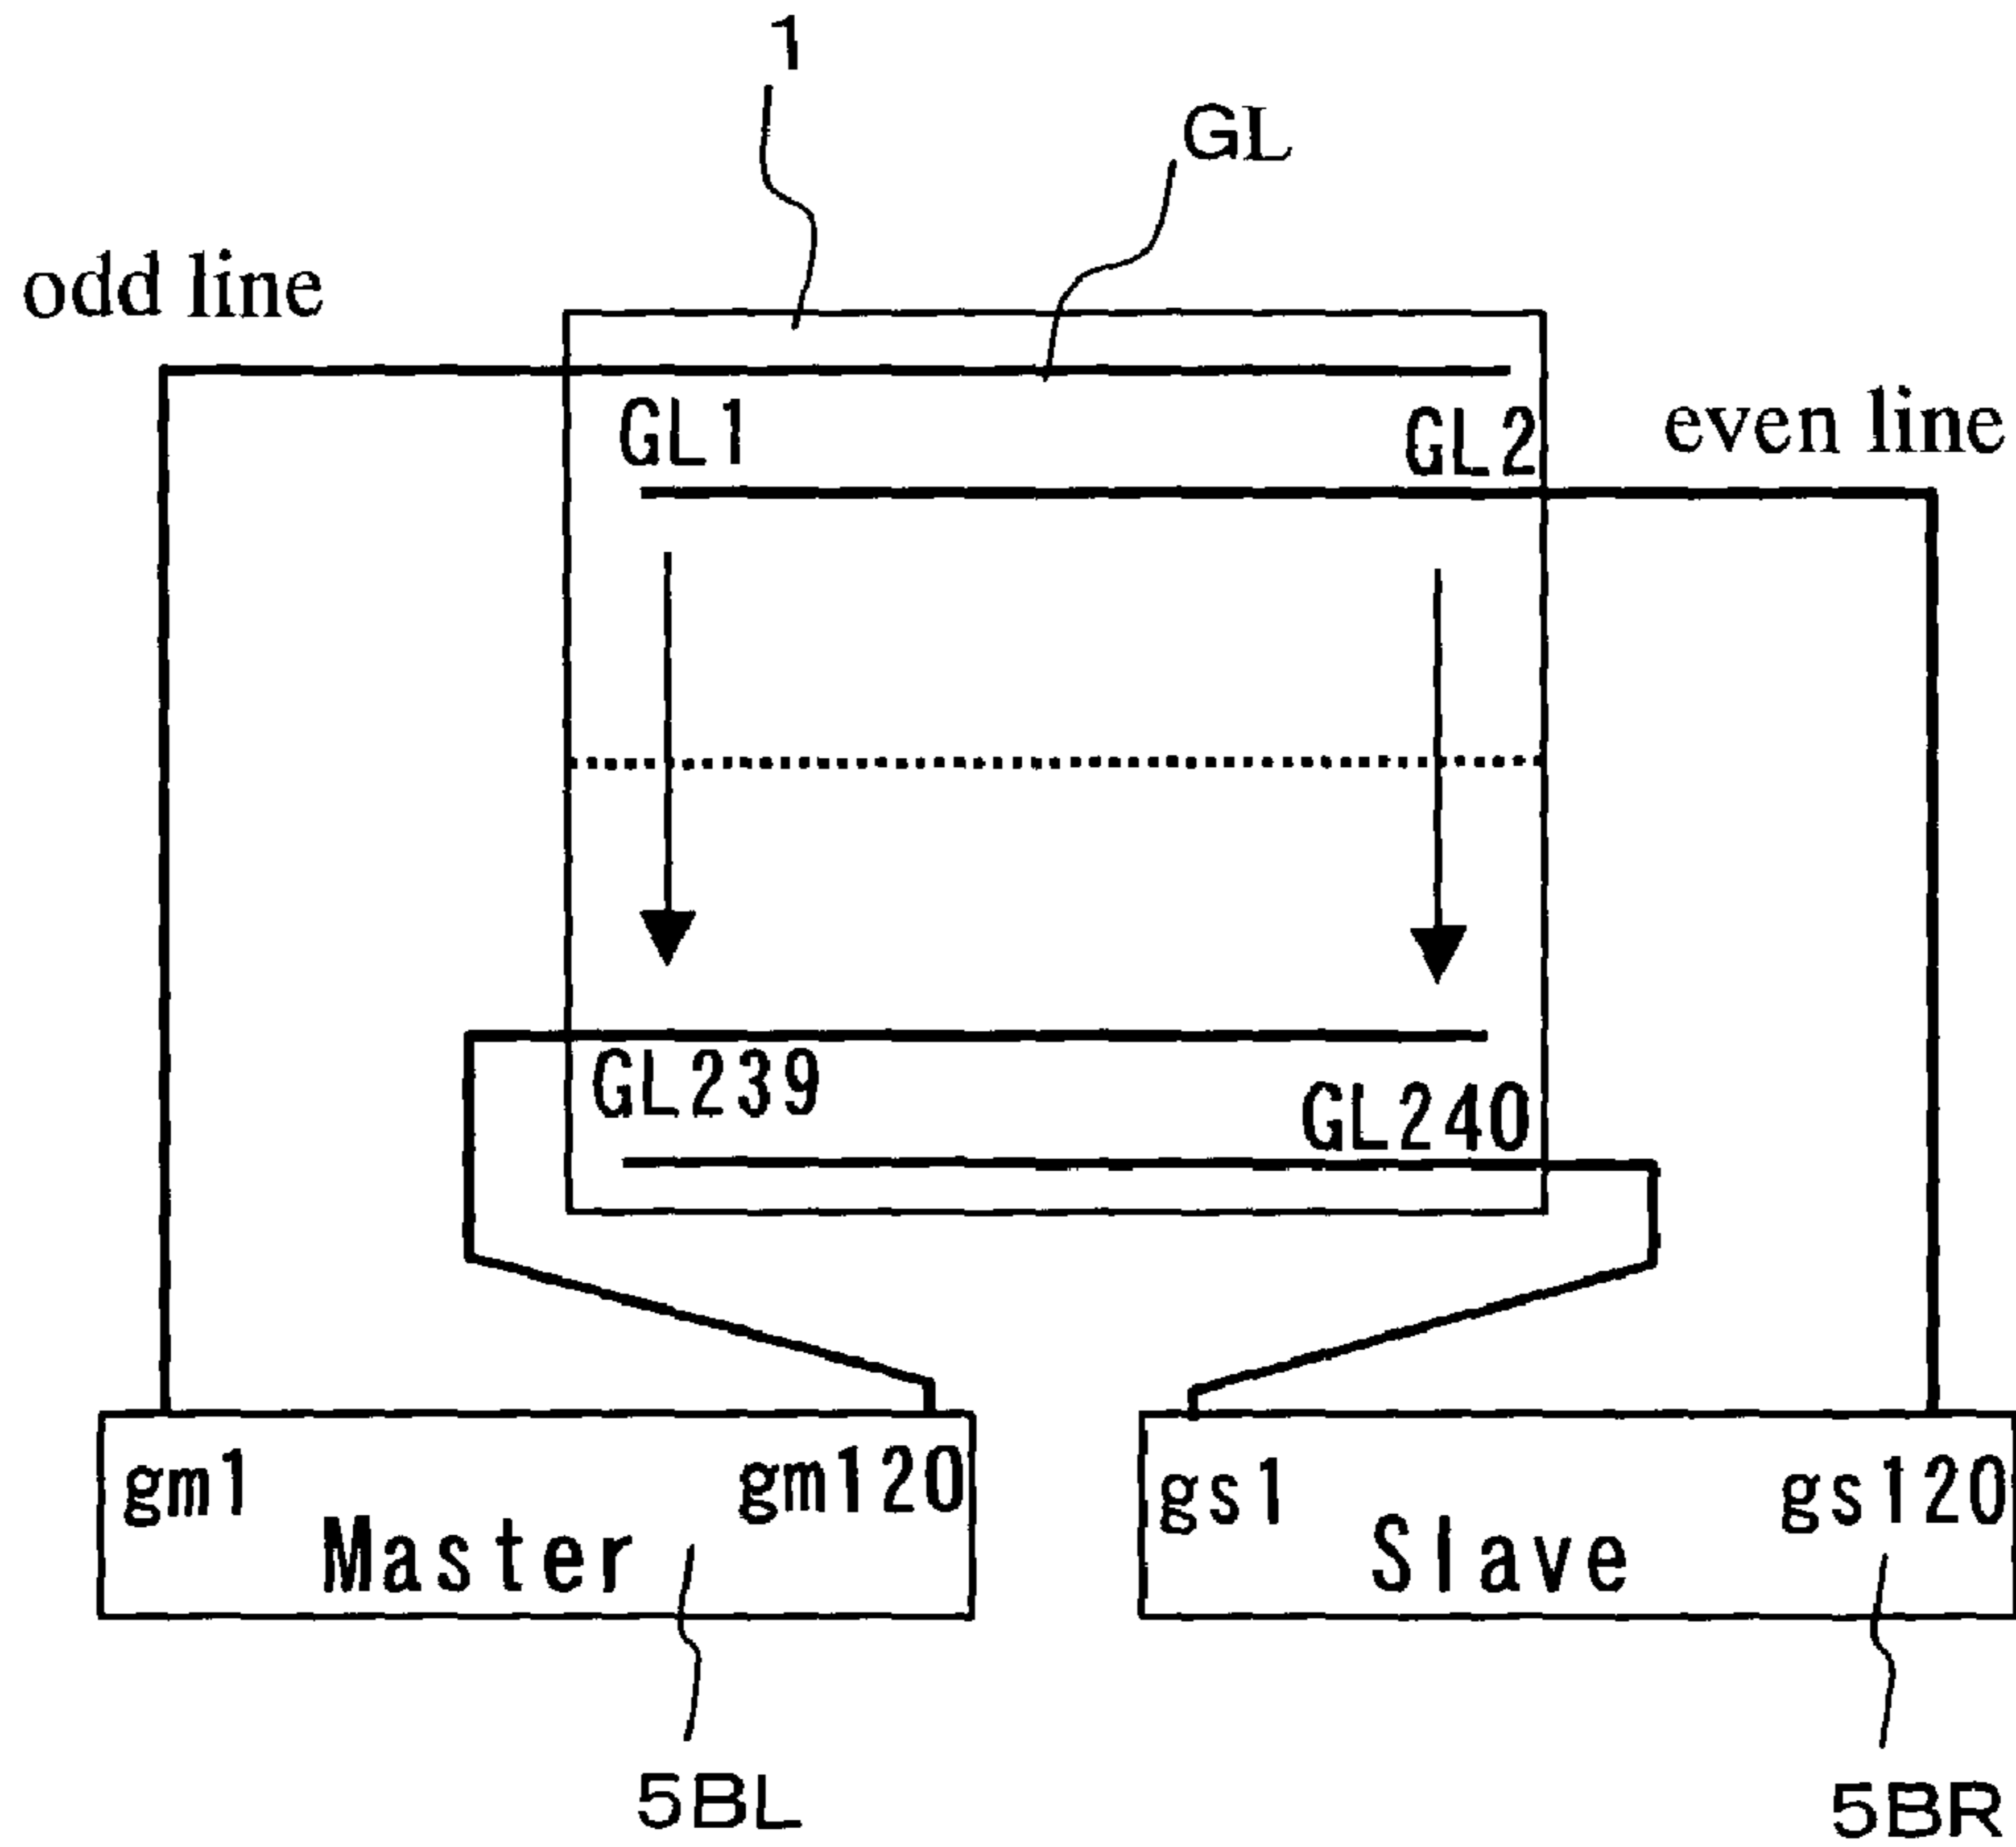 1
GL
odd line
GL1
GL2
even line
GL239
GL240
gm1
gm120
gs1
gs120
Master
Slave
5BL
5BR